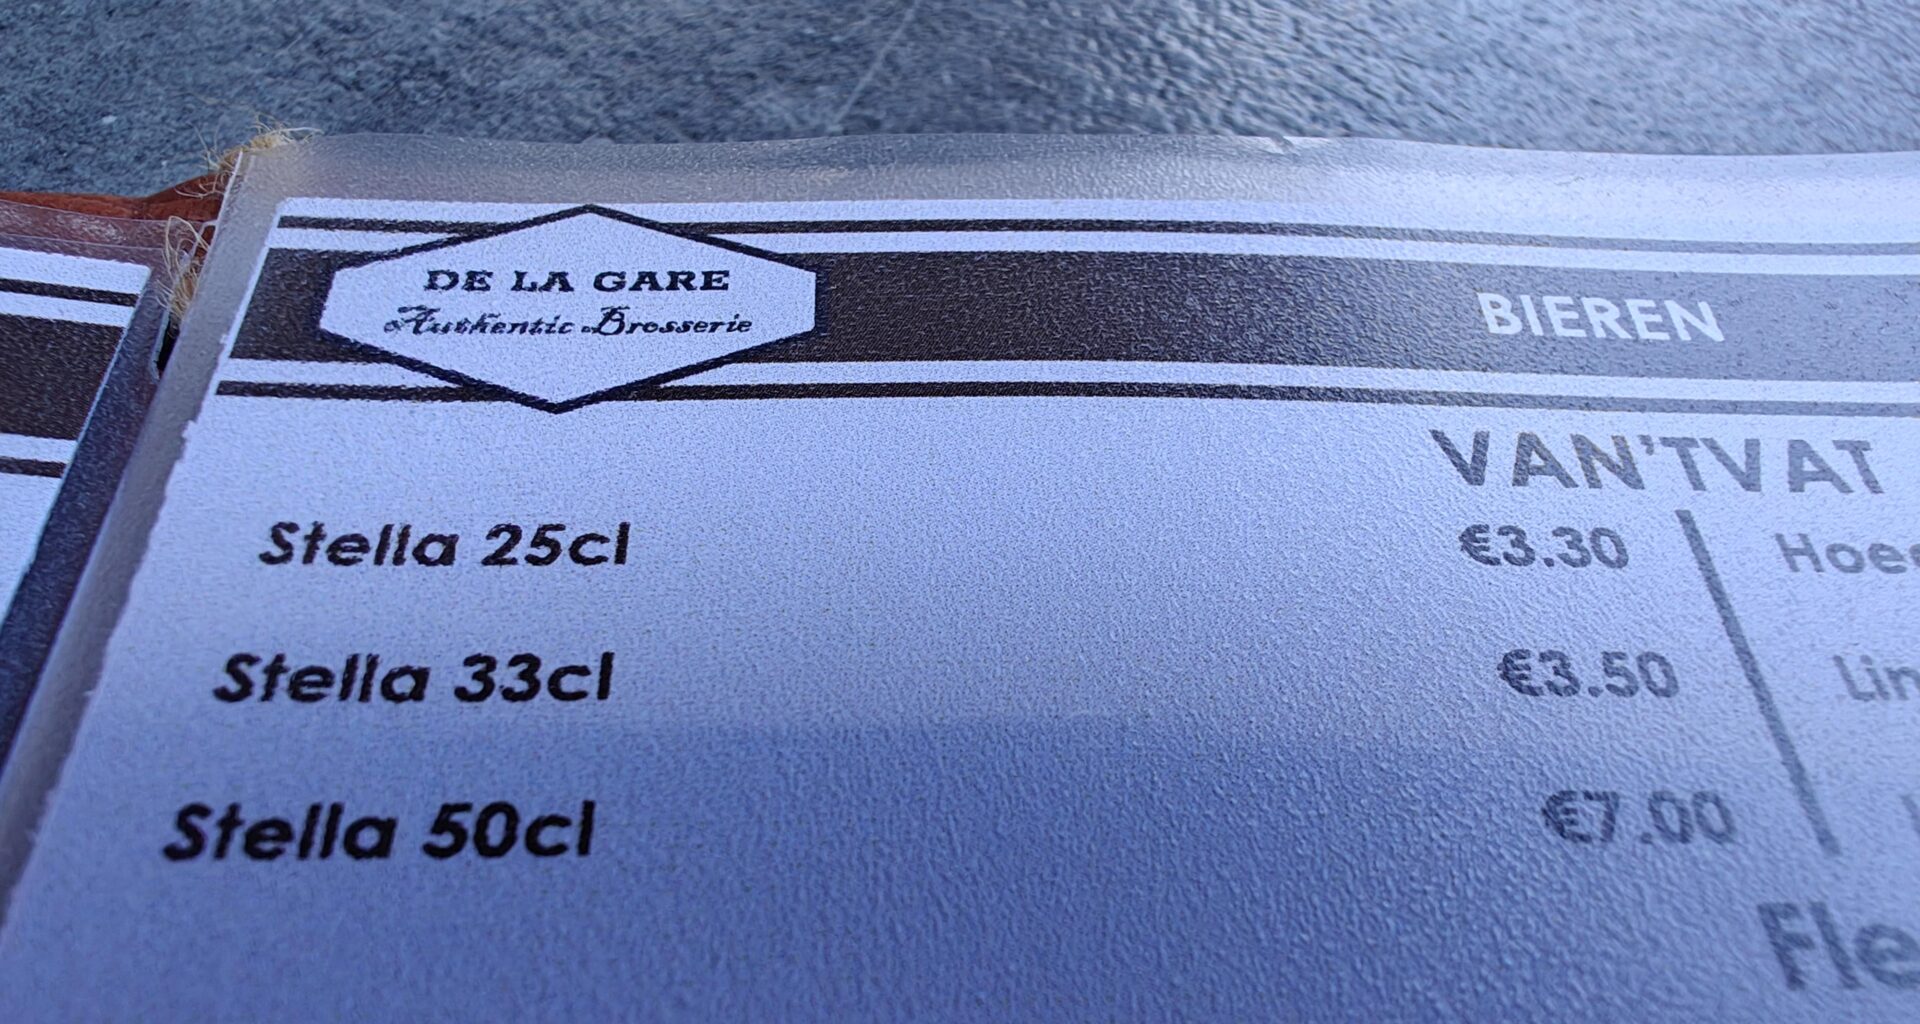 DE LA GARE
Authentic Brosserie
BIEREN
VAN'TVAT
Stella 25cl €3.30
Stella 33cl €3.50
Stella 50cl €7.00